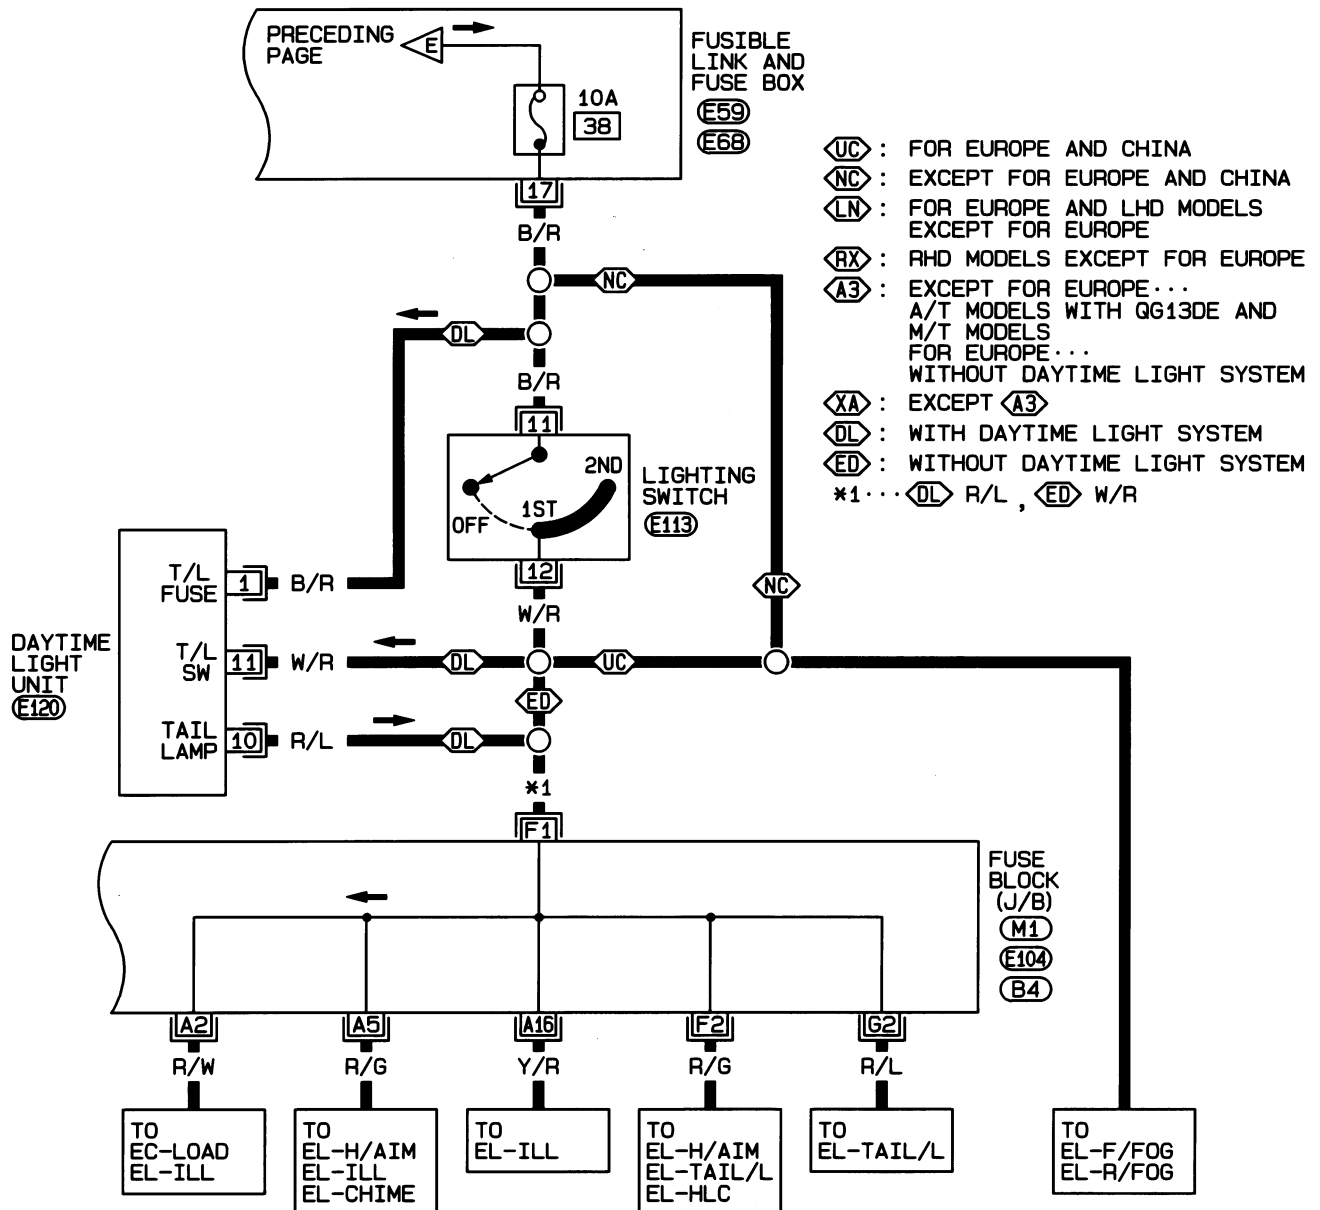 PRECEDING
PAGE
E
10A
38
FUSIBLE
LINK AND
FUSE BOX
E59
E68
17
B/R
NC
DL
B/R
11
OFF
1ST
2ND
LIGHTING
SWITCH
E113
12
W/R
UC : FOR EUROPE AND CHINA
NC : EXCEPT FOR EUROPE AND CHINA
LN : FOR EUROPE AND LHD MODELS
EXCEPT FOR EUROPE
RX : RHD MODELS EXCEPT FOR EUROPE
A3 : EXCEPT FOR EUROPE···
A/T MODELS WITH QG13DE AND
M/T MODELS
FOR EUROPE···
WITHOUT DAYTIME LIGHT SYSTEM
XA : EXCEPT A3
DL : WITH DAYTIME LIGHT SYSTEM
ED : WITHOUT DAYTIME LIGHT SYSTEM
*1··· DL R/L , ED W/R
DAYTIME
LIGHT
UNIT
E120
T/L
FUSE
1
B/R
NC
T/L
SW
11
W/R
DL
UC
ED
TAIL
LAMP
10
R/L
DL
*1
F1
FUSE
BLOCK
(J/B)
M1
E104
B4
A2
A5
A16
F2
G2
R/W
R/G
Y/R
R/G
R/L
TO
EC-LOAD
EL-ILL
TO
EL-H/AIM
EL-ILL
EL-CHIME
TO
EL-ILL
TO
EL-H/AIM
EL-TAIL/L
EL-HLC
TO
EL-TAIL/L
TO
EL-F/FOG
EL-R/FOG